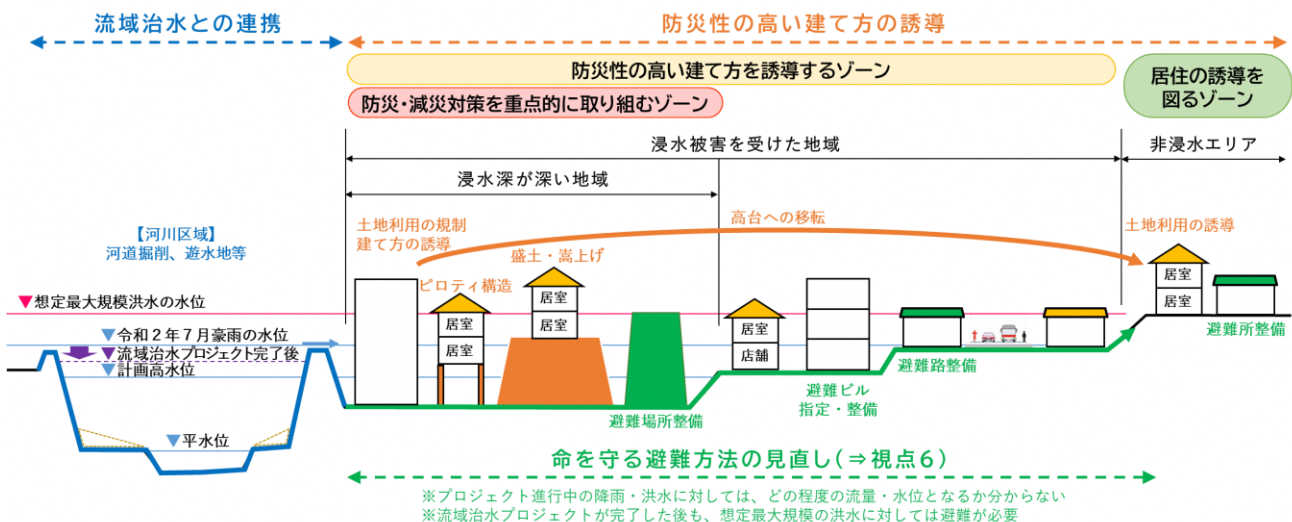 流域治水との連携
防災性の高い建て方の誘導
防災性の高い建て方を誘導するゾーン
居住の誘導を
図るゾーン
防災・減災対策を重点的に取り組むゾーン
浸水被害を受けた地域
非浸水エリア
浸水深が深い地域
土地利用の規制
建て方の誘導
高台への移転
土地利用の誘導
【河川区域】
河道掘削、遊水地等
盛土・嵩上げ
ピロティ構造
居室
居室
居室
居室
居室
居室
居室
店舗
▼想定最大規模洪水の水位
▼令和2年7月豪雨の水位
▼流域治水プロジェクト完了後
▼計画高水位
▼平水位
避難場所整備
避難ビル
指定・整備
避難路整備
避難所整備
命を守る避難方法の見直し(⇒視点6)
※プロジェクト進行中の降雨・洪水に対しては、どの程度の流量・水位となるか分からない
※流域治水プロジェクトが完了した後も、想定最大規模の洪水に対しては避難が必要